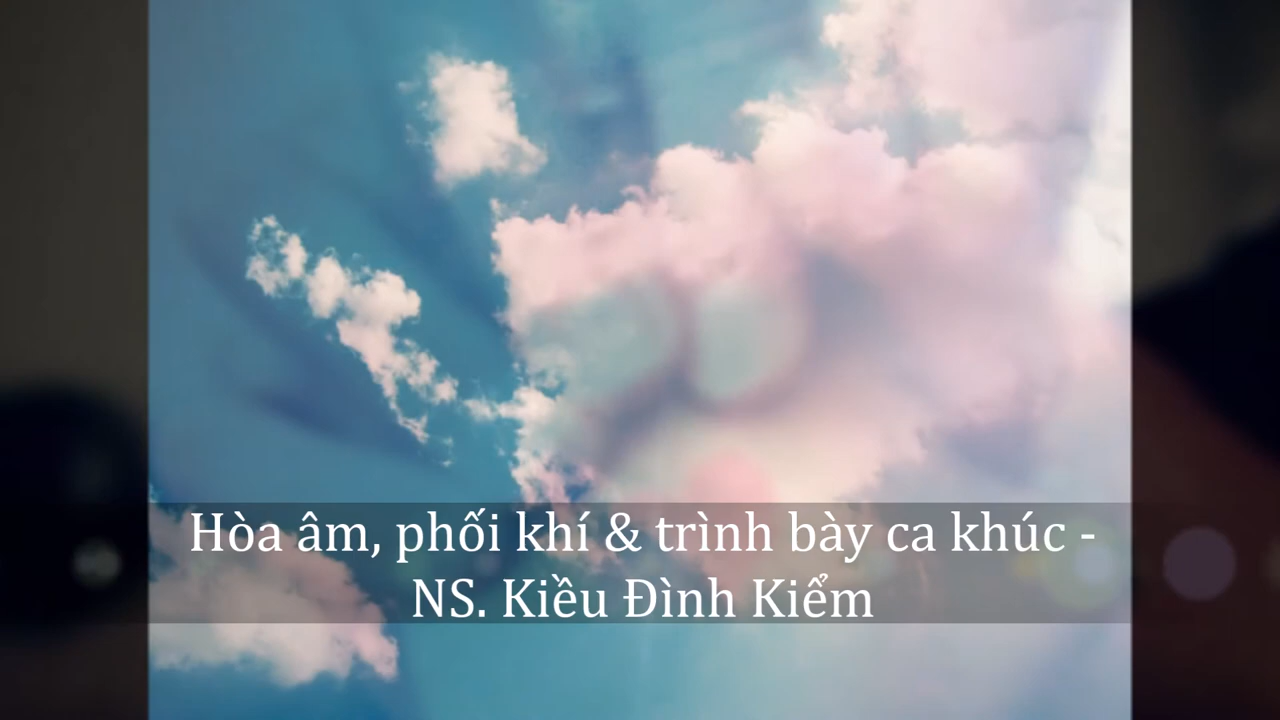 Hòa âm, phối khí & trình bày ca khúc -
NS. Kiều Đình Kiểm